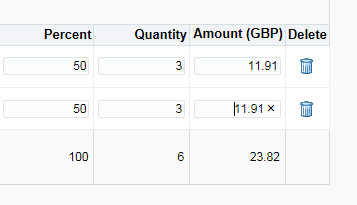 Percent Quantity Amount (GBP) Delete
50 3 11.91
50 3 11.91 ×
100 6 23.82